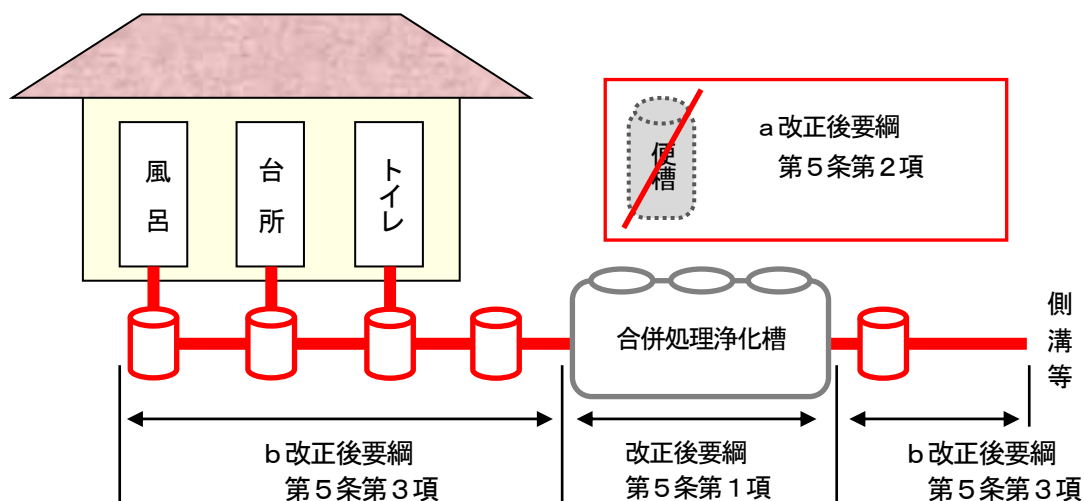 風呂
台所
トイレ
便槽
ａ改正後要綱
第５条第２項
合併処理浄化槽
側溝等
ｂ改正後要綱
第５条第３項
改正後要綱
第５条第１項
ｂ改正後要綱
第５条第３項